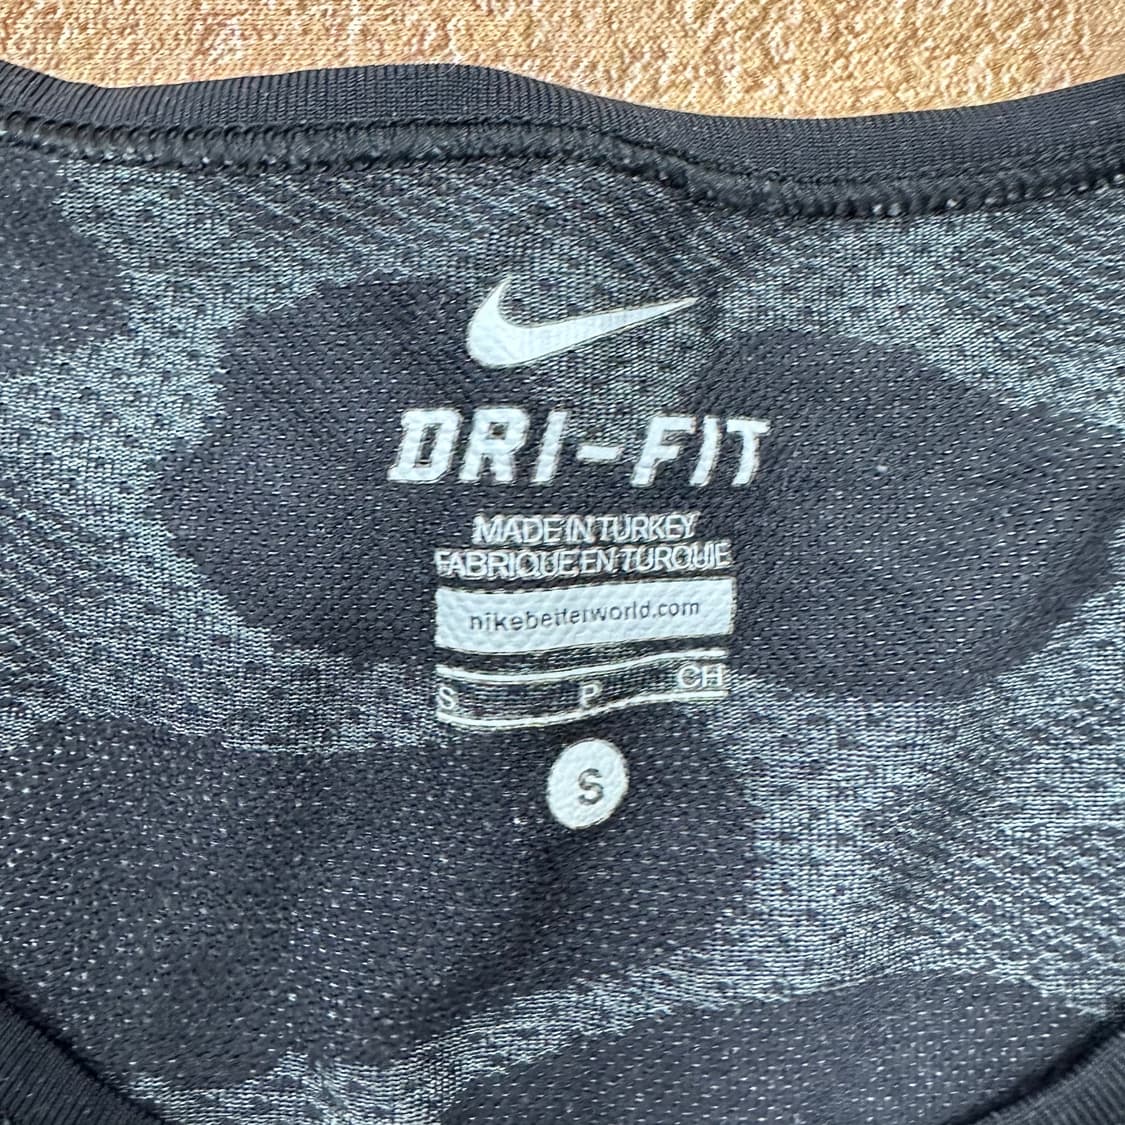 DRI-FIT
MADE IN TURKEY
FABRIQUE EN TURQUIE
nikebetterworld.com
S P CH
S